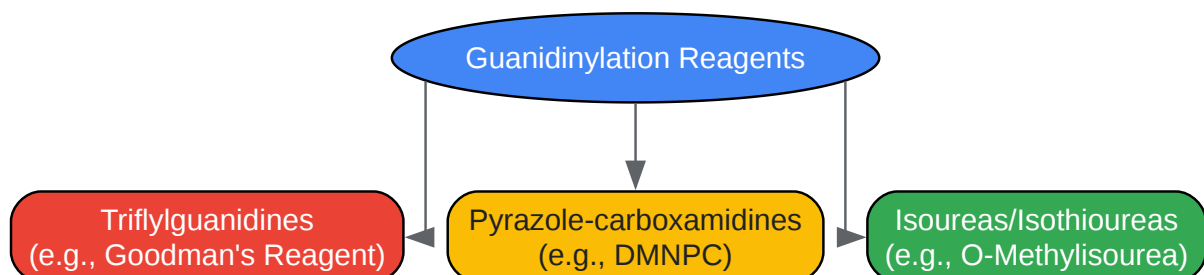 Guanidinylation Reagents
Triflylguanidines
(e.g., Goodman's Reagent)
Pyrazole-carboxamidines
(e.g., DMNPC)
Isoureas/Isothioureas
(e.g., O-Methylisourea)